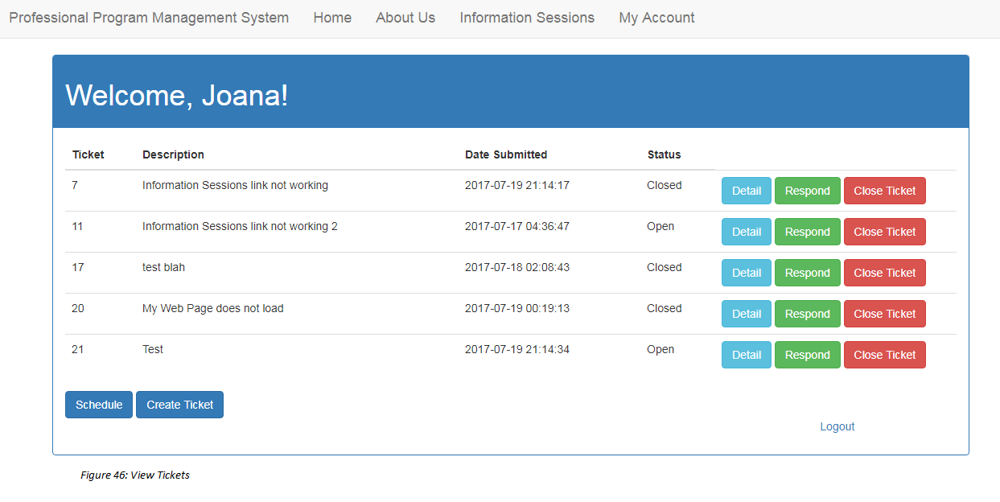 Professional Program Management System Home About Us Information Sessions My Account
Welcome, Joana!
Ticket Description Date Submitted Status
7 Information Sessions link not working 2017-07-19 21:14:17 Closed Detail Respond Close Ticket
11 Information Sessions link not working 2 2017-07-17 04:36:47 Open Detail Respond Close Ticket
17 test blah 2017-07-18 02:08:43 Closed Detail Respond Close Ticket
20 My Web Page does not load 2017-07-19 00:19:13 Closed Detail Respond Close Ticket
21 Test 2017-07-19 21:14:34 Open Detail Respond Close Ticket
Schedule Create Ticket
Logout
Figure 46: View Tickets